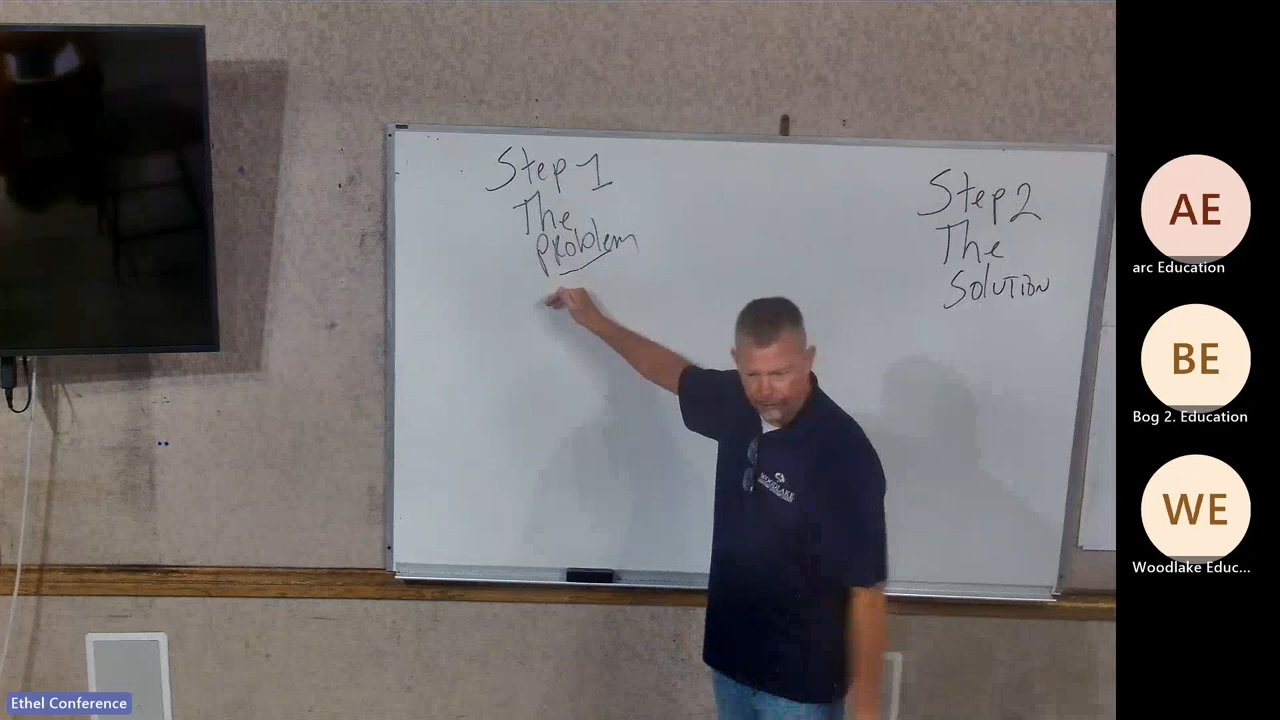 Step 1
The
problem
Step 2
The
Solution
WOODLAKE
AE
arc Education
BE
Bog 2. Education
WE
Woodlake Educ...
Ethel Conference